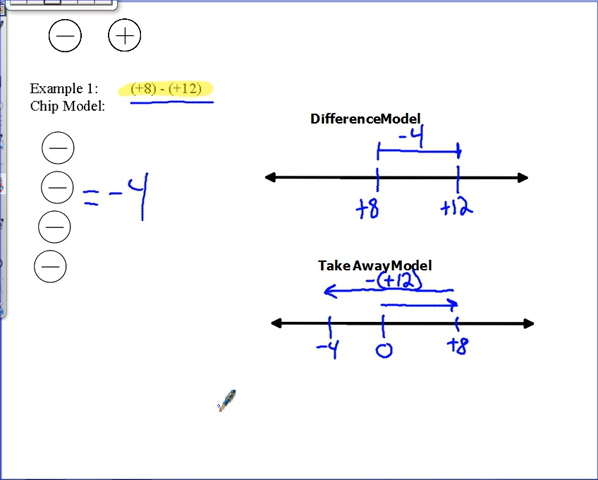 − +
Example 1: (+8) - (+12)
Chip Model:
−
−
−
−
= -4
DifferenceModel
-4
+8 +12
TakeAwayModel
-(+12)
-4 0 +8